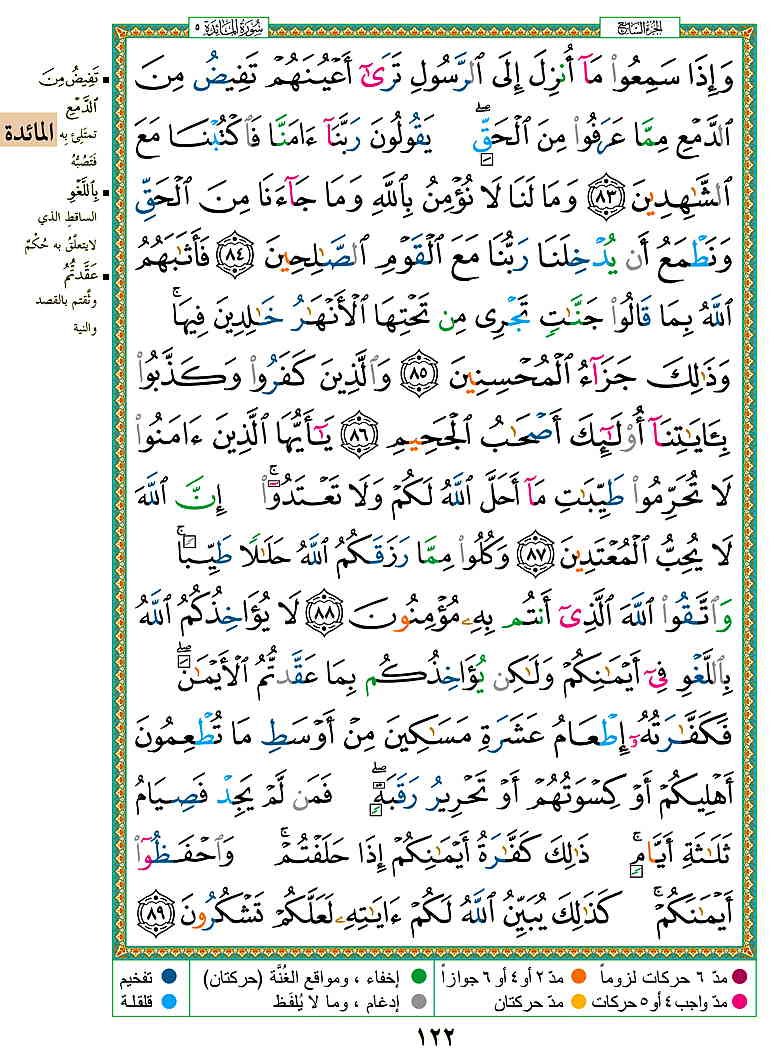 الجزء السابع
سورة المائدة ٥
وَإِذَا سَمِعُوا۟ مَآ أُنزِلَ إِلَى ٱلرَّسُولِ تَرَىٰٓ أَعْيُنَهُمْ تَفِيضُ مِنَ
ٱلدَّمْعِ مِمَّا عَرَفُوا۟ مِنَ ٱلْحَقِّ ۖ يَقُولُونَ رَبَّنَآ ءَامَنَّا فَٱكْتُبْنَا مَعَ
ٱلشَّٰهِدِينَ ٨٣ وَمَا لَنَا لَا نُؤْمِنُ بِٱللَّهِ وَمَا جَآءَنَا مِنَ ٱلْحَقِّ
وَنَطْمَعُ أَن يُدْخِلَنَا رَبُّنَا مَعَ ٱلْقَوْمِ ٱلصَّٰلِحِينَ ٨٤ فَأَثَٰبَهُمُ
ٱللَّهُ بِمَا قَالُوا۟ جَنَّٰتٍ تَجْرِى مِن تَحْتِهَا ٱلْأَنْهَٰرُ خَٰلِدِينَ فِيهَا ۚ
وَذَٰلِكَ جَزَآءُ ٱلْمُحْسِنِينَ ٨٥ وَٱلَّذِينَ كَفَرُوا۟ وَكَذَّبُوا۟
بِـَٔايَٰتِنَآ أُو۟لَٰٓئِكَ أَصْحَٰبُ ٱلْجَحِيمِ ٨٦ يَٰٓأَيُّهَا ٱلَّذِينَ ءَامَنُوا۟
لَا تُحَرِّمُوا۟ طَيِّبَٰتِ مَآ أَحَلَّ ٱللَّهُ لَكُمْ وَلَا تَعْتَدُوٓا۟ ۚ إِنَّ ٱللَّهَ
لَا يُحِبُّ ٱلْمُعْتَدِينَ ٨٧ وَكُلُوا۟ مِمَّا رَزَقَكُمُ ٱللَّهُ حَلَٰلًا طَيِّبًا ۚ
وَٱتَّقُوا۟ ٱللَّهَ ٱلَّذِىٓ أَنتُم بِهِۦ مُؤْمِنُونَ ٨٨ لَا يُؤَاخِذُكُمُ ٱللَّهُ
بِٱللَّغْوِ فِىٓ أَيْمَٰنِكُمْ وَلَٰكِن يُؤَاخِذُكُم بِمَا عَقَّدتُّمُ ٱلْأَيْمَٰنَ ۖ
فَكَفَّٰرَتُهُۥٓ إِطْعَامُ عَشَرَةِ مَسَٰكِينَ مِنْ أَوْسَطِ مَا تُطْعِمُونَ
أَهْلِيكُمْ أَوْ كِسْوَتُهُمْ أَوْ تَحْرِيرُ رَقَبَةٍ ۖ فَمَن لَّمْ يَجِدْ فَصِيَامُ
ثَلَٰثَةِ أَيَّامٍ ۚ ذَٰلِكَ كَفَّٰرَةُ أَيْمَٰنِكُمْ إِذَا حَلَفْتُمْ ۚ وَٱحْفَظُوٓا۟
أَيْمَٰنَكُمْ ۚ كَذَٰلِكَ يُبَيِّنُ ٱللَّهُ لَكُمْ ءَايَٰتِهِۦ لَعَلَّكُمْ تَشْكُرُونَ ٨٩
تَفِيضُ مِنَ
ٱلدَّمْعِ
تمتلئ به
فتصُبُّه
بِٱللَّغْوِ
الساقط الذي
لايتعلَّقُ به حُكْمٌ
عَقَّدتُّمُ
وثَّقتم بالقصد
والنية
المائدة
مدّ ٦ حركات لزوماً
مدّ ٢ أو ٤ أو ٦ جوازاً
إخفاء ، ومواقع الغُنَّة (حركتان)
تفخيم
مدّ واجب ٤ أو ٥ حركات
مدّ حركتان
إدغام ، وما لا يُلفَظ
قلقلة
١٢٢